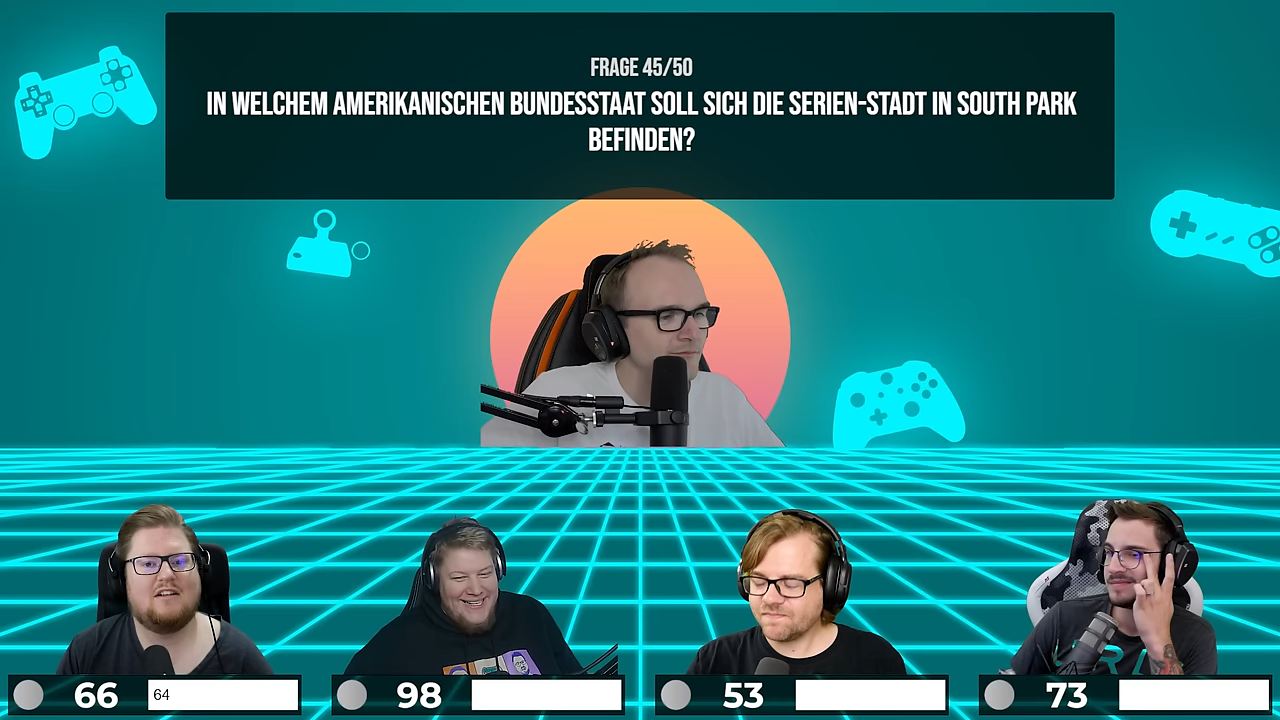 FRAGE 45/50
IN WELCHEM AMERIKANISCHEN BUNDESSTAAT SOLL SICH DIE SERIEN-STADT IN SOUTH PARK
BEFINDEN?
66
64
98
53
73